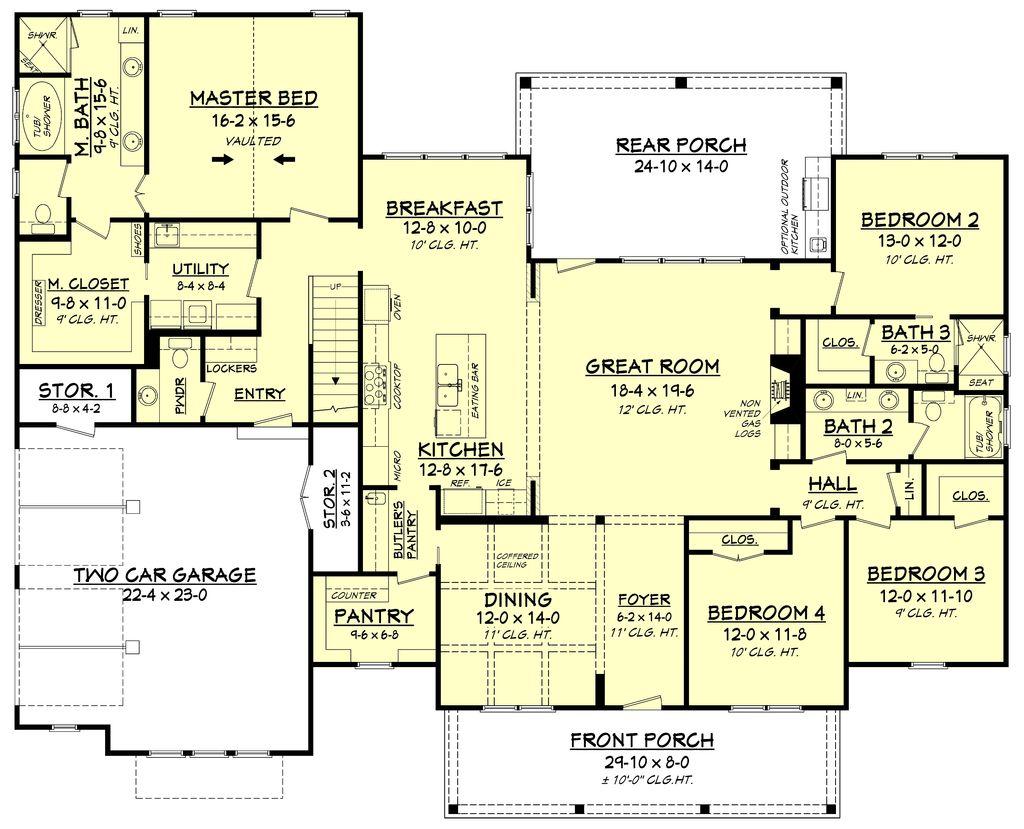 SHWR.
SEAT
LIN.
M. BATH
9-8 x 15-6
9' CLG. HT.
TUB/
SHOWER
MASTER BED
16-2 x 15-6
VAULTED
REAR PORCH
24-10 x 14-0
OPTIONAL OUTDOOR
KITCHEN
BREAKFAST
12-8 x 10-0
10' CLG. HT.
BEDROOM 2
13-0 x 12-0
10' CLG. HT.
SHOES
UTILITY
8-4 x 8-4
DRESSER
M. CLOSET
9-8 x 11-0
9' CLG. HT.
UP
OVEN
COOKTOP
EATING BAR
MICRO
KITCHEN
12-8 x 17-6
REF.
ICE
GREAT ROOM
18-4 x 19-6
12' CLG. HT.
NON
VENTED
GAS
LOGS
CLOS.
BATH 3
6-2 x 5-0
SHWR.
SEAT
LIN.
BATH 2
8-0 x 5-6
TUB/
SHOWER
STOR. 1
8-8 x 4-2
PWDR
LOCKERS
ENTRY
HALL
9' CLG. HT.
LIN.
CLOS.
STOR. 2
3-6 x 11-2
BUTLER'S
PANTRY
TWO CAR GARAGE
22-4 x 23-0
COUNTER
PANTRY
9-6 x 6-8
COFFERED
CEILING
DINING
12-0 x 14-0
11' CLG. HT.
FOYER
6-2 x 14-0
11' CLG. HT.
CLOS.
BEDROOM 4
12-0 x 11-8
10' CLG. HT.
BEDROOM 3
12-0 x 11-10
9' CLG. HT.
FRONT PORCH
29-10 x 8-0
± 10'-0" CLG.HT.